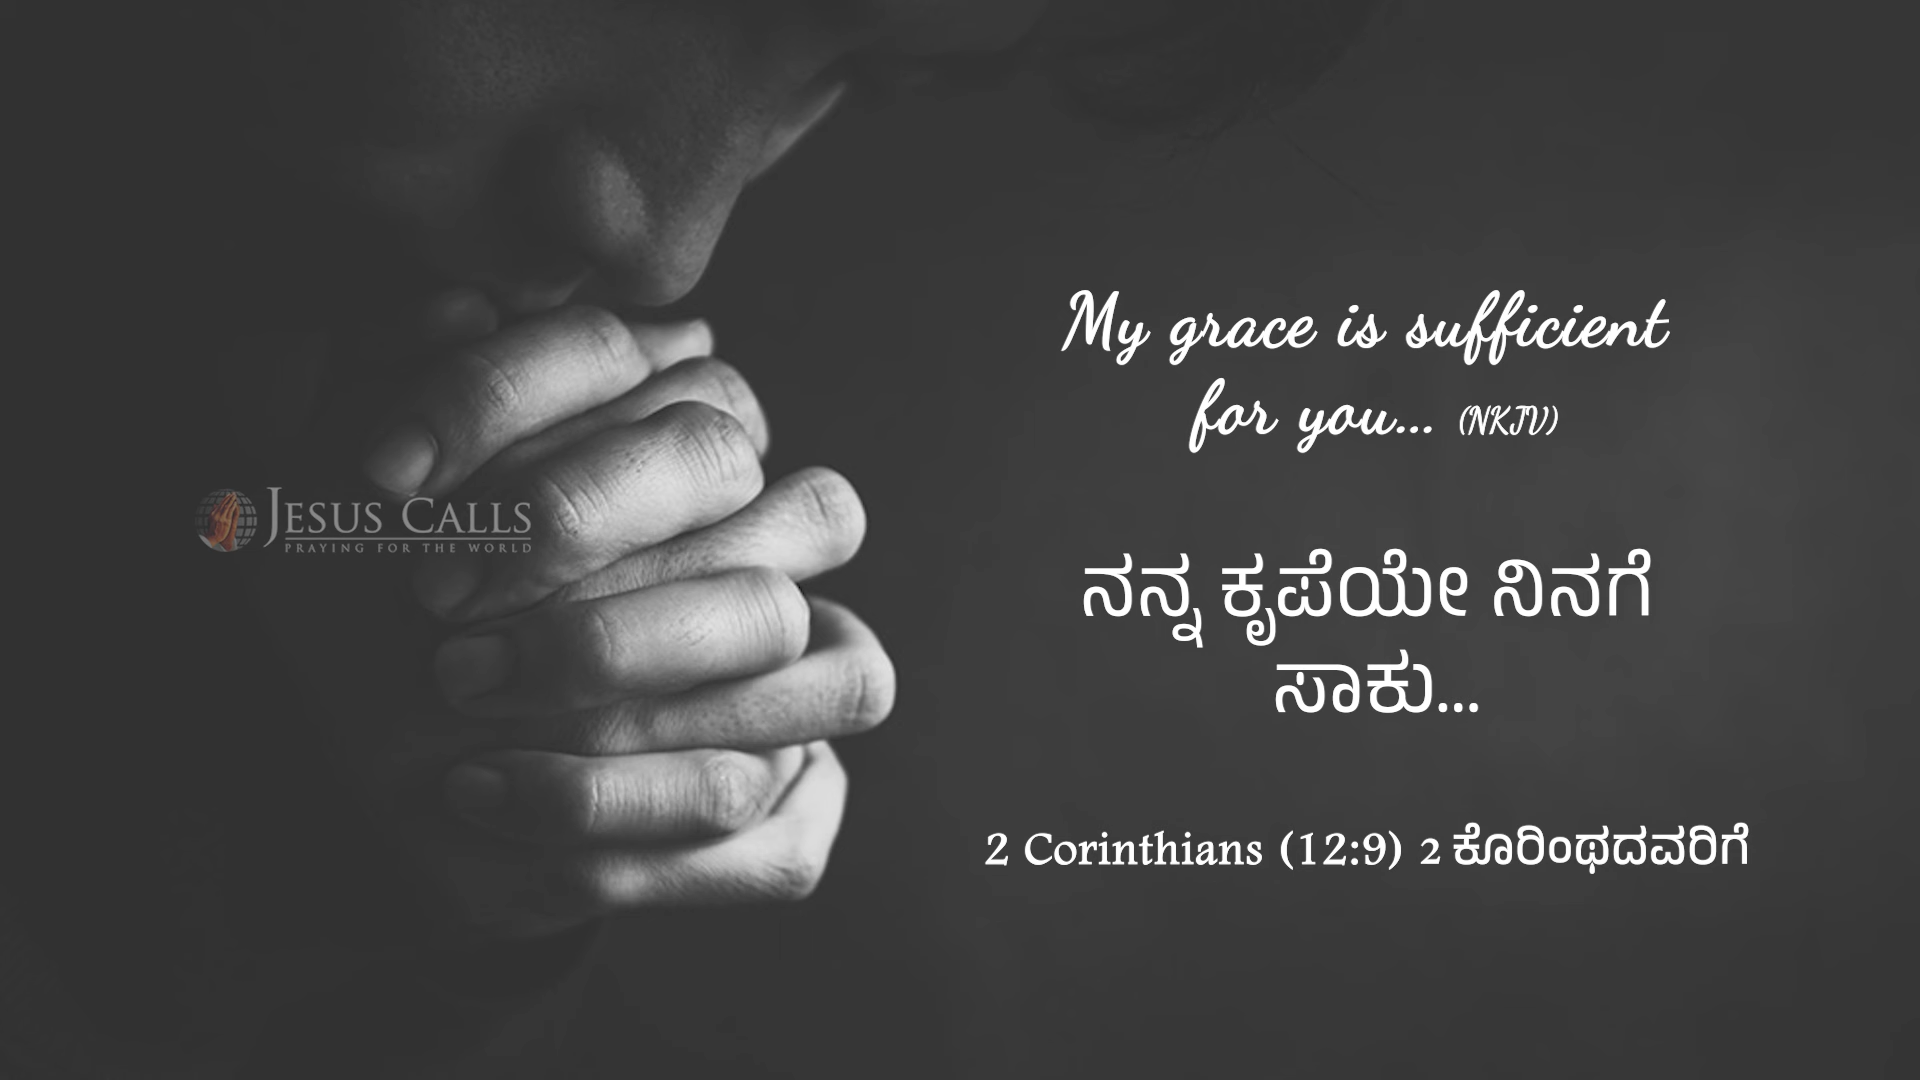 My grace is sufficient
for you... (NKJV)
JESUS CALLS
PRAYING FOR THE WORLD
ನನ್ನ ಕೃಪೆಯೇ ನಿನಗೆ
ಸಾಕು...
2 Corinthians (12:9) 2 ಕೊರಿಂಥದವರಿಗೆ